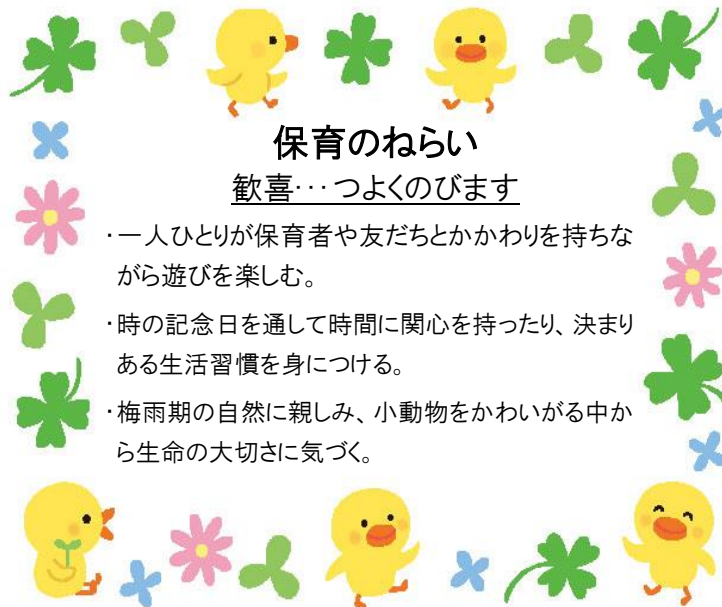 保育のねらい
歓喜…つよくのびます
・一人ひとりが保育者や友だちとかかわりを持ちな
がら遊びを楽しむ。
・時の記念日を通して時間に関心を持ったり、決まり
ある生活習慣を身につける。
・梅雨期の自然に親しみ、小動物をかわいがる中か
ら生命の大切さに気づく。